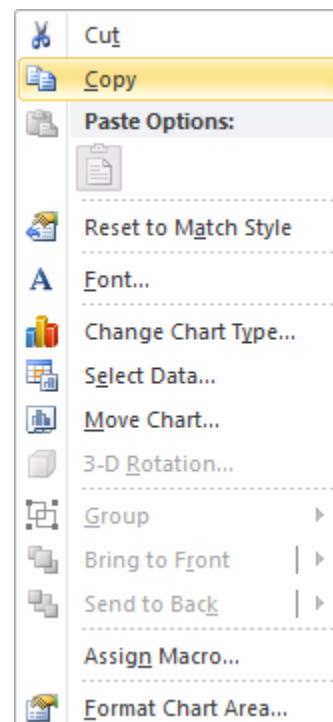 Cut
Copy
Paste Options:
Reset to Match Style
Font...
Change Chart Type...
Select Data...
Move Chart...
3-D Rotation...
Group
Bring to Front
Send to Back
Assign Macro...
Format Chart Area...